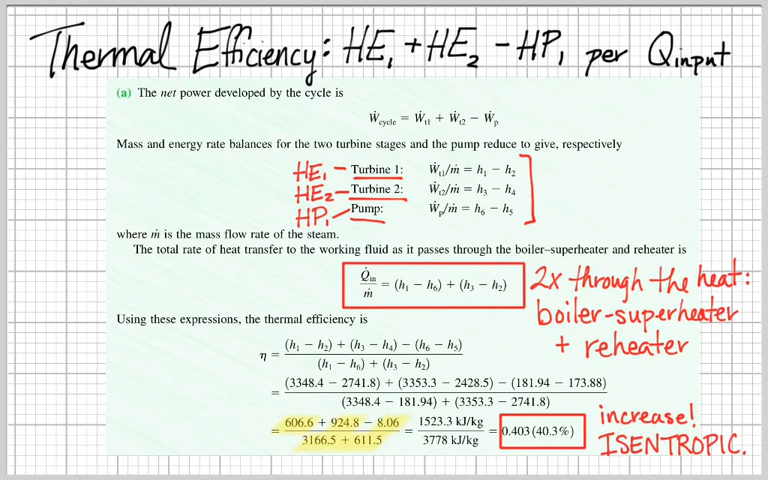 Thermal Efficiency: HE₁ + HE₂ - HP₁ per Qinput
(a) The net power developed by the cycle is
Ẇcycle = Ẇt1 + Ẇt2 − Ẇp
Mass and energy rate balances for the two turbine stages and the pump reduce to give, respectively
HE₁ – Turbine 1: Ẇt1/ṁ = h₁ − h₂
HE₂ – Turbine 2: Ẇt2/ṁ = h₃ − h₄
HP₁ – Pump: Ẇp/ṁ = h₆ − h₅
where ṁ is the mass flow rate of the steam.
The total rate of heat transfer to the working fluid as it passes through the boiler–superheater and reheater is
Q̇in/ṁ = (h₁ − h₆) + (h₃ − h₂)
2x through the heat:
boiler-superheater
+ reheater
Using these expressions, the thermal efficiency is
η = (h₁ − h₂) + (h₃ − h₄) − (h₆ − h₅)
(h₁ − h₆) + (h₃ − h₂)
= (3348.4 − 2741.8) + (3353.3 − 2428.5) − (181.94 − 173.88)
(3348.4 − 181.94) + (3353.3 − 2741.8)
= 606.6 + 924.8 − 8.06 = 1523.3 kJ/kg = 0.403 (40.3%)
3166.5 + 611.5 3778 kJ/kg
increase!
ISENTROPIC.